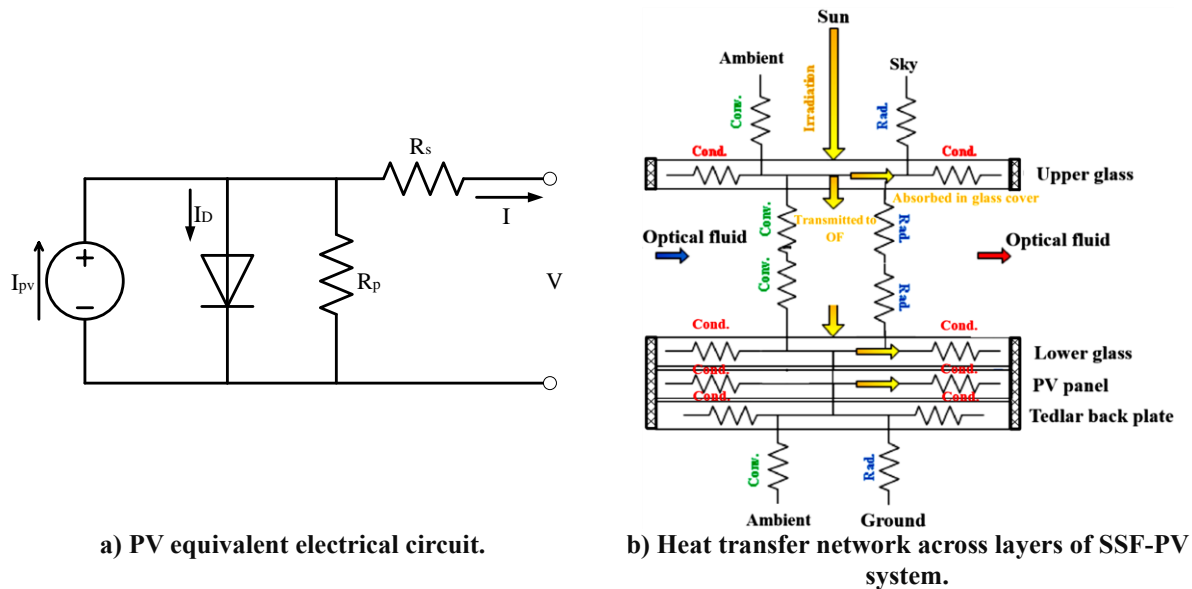 Rs
ID
I
Ipv
+
−
Rp
V
a) PV equivalent electrical circuit.
Sun
Ambient
Sky
Conv.
Irradiation
Rad.
Cond.
Cond.
Upper glass
Absorbed in glass cover
Conv.
Transmitted to
OF
Rad.
Optical fluid
Optical fluid
Conv.
Rad.
Cond.
Cond.
Lower glass
Cond.
Cond.
PV panel
Cond.
Cond.
Tedlar back plate
Conv.
Rad.
Ambient
Ground
b) Heat transfer network across layers of SSF-PV
system.